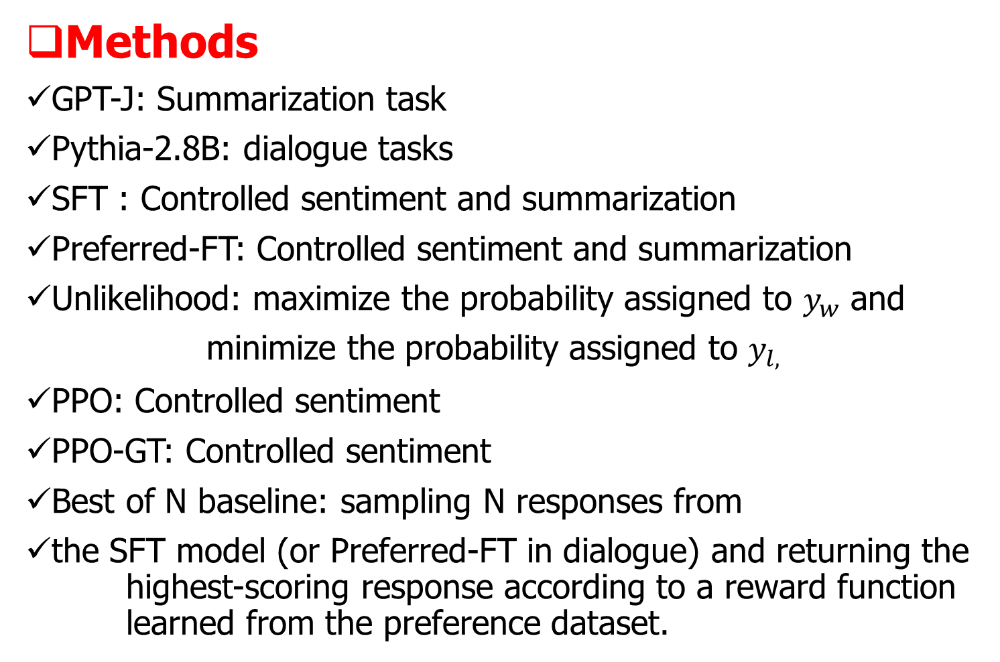 ❑Methods
✓GPT-J: Summarization task
✓Pythia-2.8B: dialogue tasks
✓SFT : Controlled sentiment and summarization
✓Preferred-FT: Controlled sentiment and summarization
✓Unlikelihood: maximize the probability assigned to y_w and
minimize the probability assigned to y_l,
✓PPO: Controlled sentiment
✓PPO-GT: Controlled sentiment
✓Best of N baseline: sampling N responses from
✓the SFT model (or Preferred-FT in dialogue) and returning the
highest-scoring response according to a reward function
learned from the preference dataset.